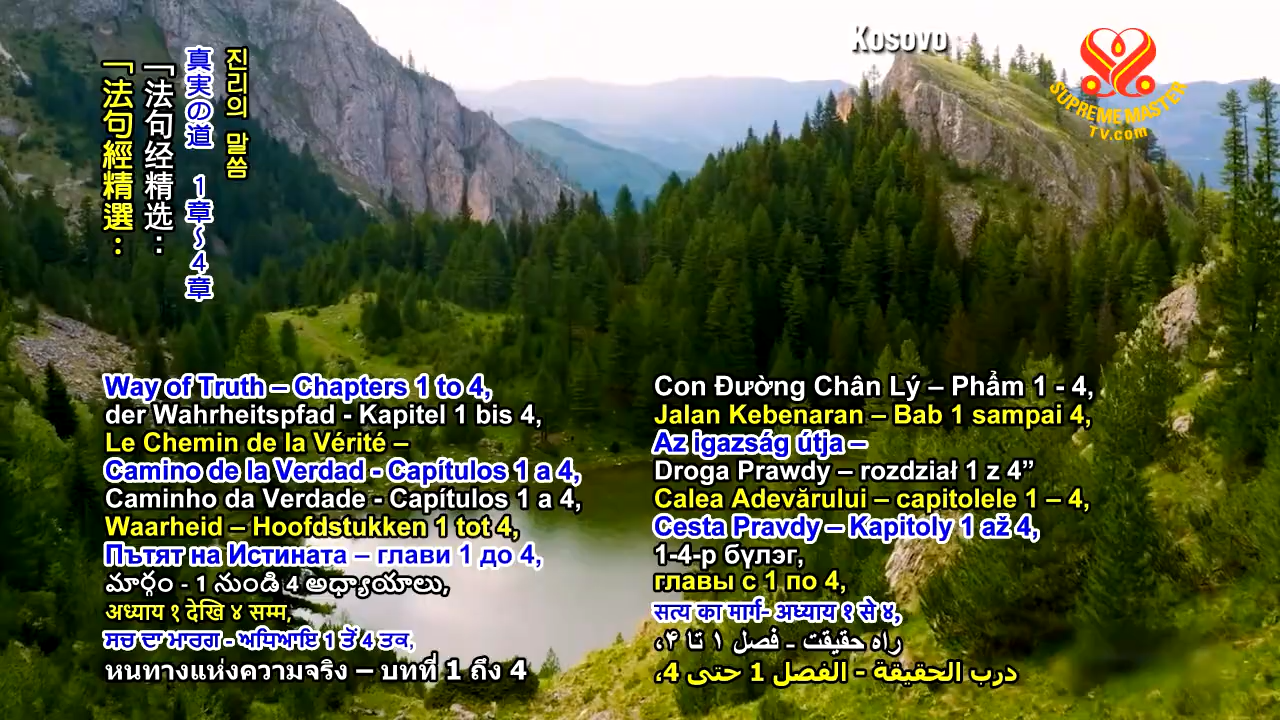 Kosovo
SUPREME MASTER
TV.com
진리의 말씀
真実の道 1章~4章
「法句经精选:
「法句經精選:
Way of Truth – Chapters 1 to 4,
der Wahrheitspfad - Kapitel 1 bis 4,
Le Chemin de la Vérité –
Camino de la Verdad - Capítulos 1 a 4,
Caminho da Verdade - Capítulos 1 a 4,
Waarheid – Hoofdstukken 1 tot 4,
Пътят на Истината – глави 1 до 4,
మార్గం - 1 నుండి 4 అధ్యాయాలు,
अध्याय १ देखि ४ सम्म,
ਸਚ ਦਾ ਮਾਰਗ - ਅਧਿਆਇ 1 ਤੋਂ 4 ਤਕ,
หนทางแห่งความจริง – บทที่ 1 ถึง 4
Con Đường Chân Lý – Phẩm 1 - 4,
Jalan Kebenaran – Bab 1 sampai 4,
Az igazság útja –
Droga Prawdy – rozdział 1 z 4”
Calea Adevărului – capitolele 1 – 4,
Cesta Pravdy – Kapitoly 1 až 4,
1-4-р бүлэг,
главы с 1 по 4,
सत्य का मार्ग- अध्याय १ से ४,
راه حقیقت - فصل ۱ تا ۴،
درب الحقيقة - الفصل 1 حتى 4،